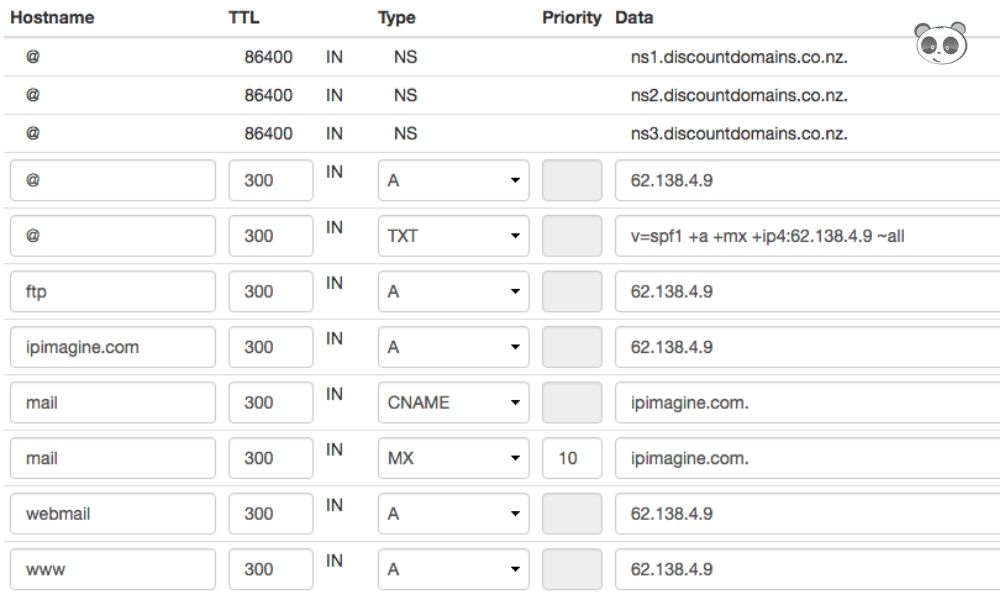 Hostname TTL Type Priority Data
@ 86400 IN NS ns1.discountdomains.co.nz.
@ 86400 IN NS ns2.discountdomains.co.nz.
@ 86400 IN NS ns3.discountdomains.co.nz.
@ 300 IN A 62.138.4.9
@ 300 IN TXT v=spf1 +a +mx +ip4:62.138.4.9 ~all
ftp 300 IN A 62.138.4.9
ipimagine.com 300 IN A 62.138.4.9
mail 300 IN CNAME ipimagine.com.
mail 300 IN MX 10 ipimagine.com.
webmail 300 IN A 62.138.4.9
www 300 IN A 62.138.4.9